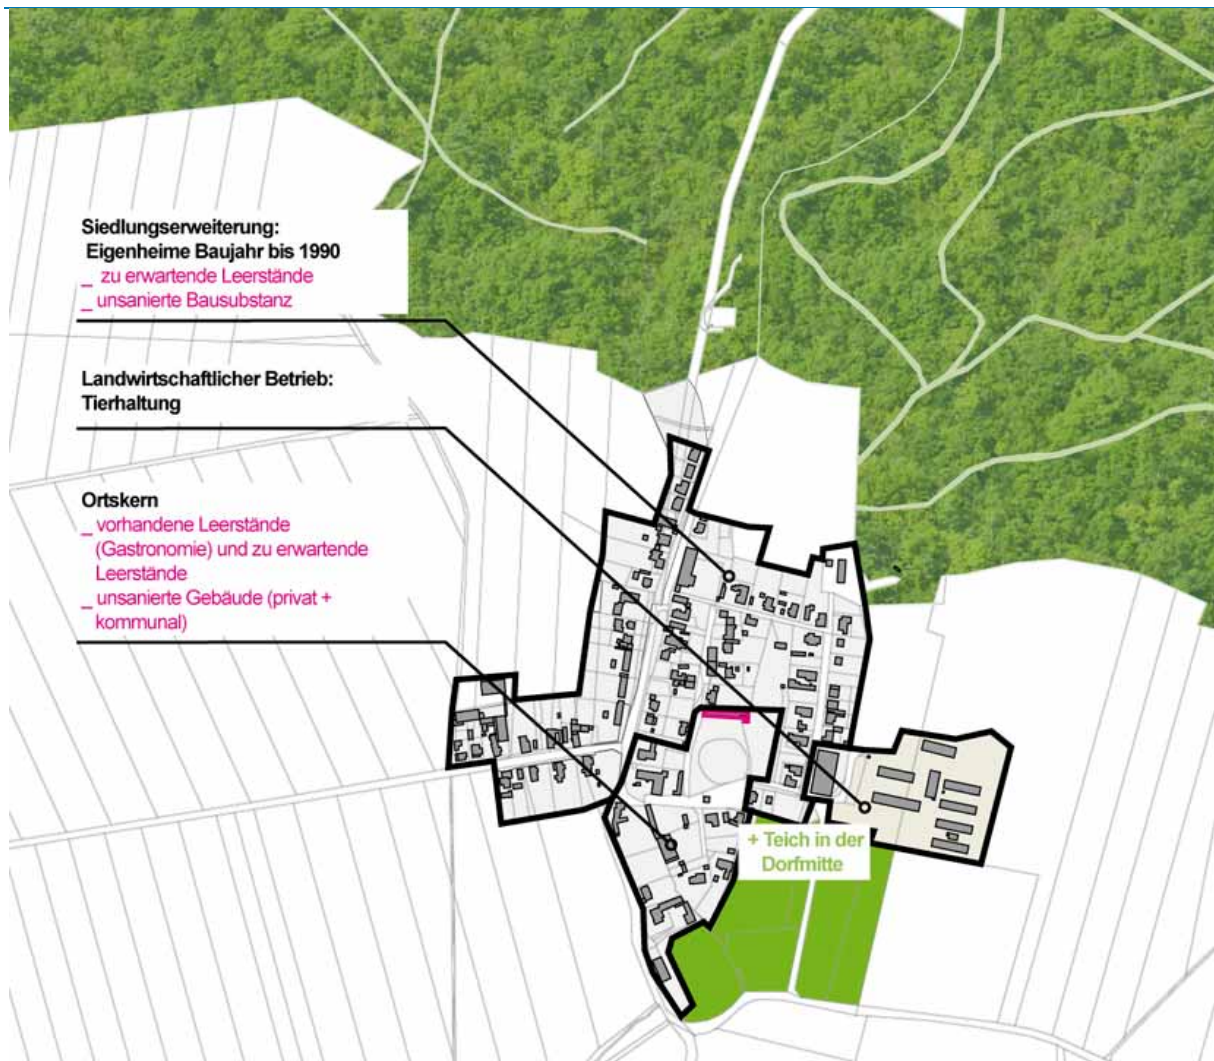 Siedlungserweiterung:
Eigenheime Baujahr bis 1990
_ zu erwartende Leerstände
_ unsanierte Bausubstanz
Landwirtschaftlicher Betrieb:
Tierhaltung
Ortskern
_ vorhandene Leerstände
(Gastronomie) und zu erwartende
Leerstände
_ unsanierte Gebäude (privat +
kommunal)
+ Teich in der
Dorfmitte